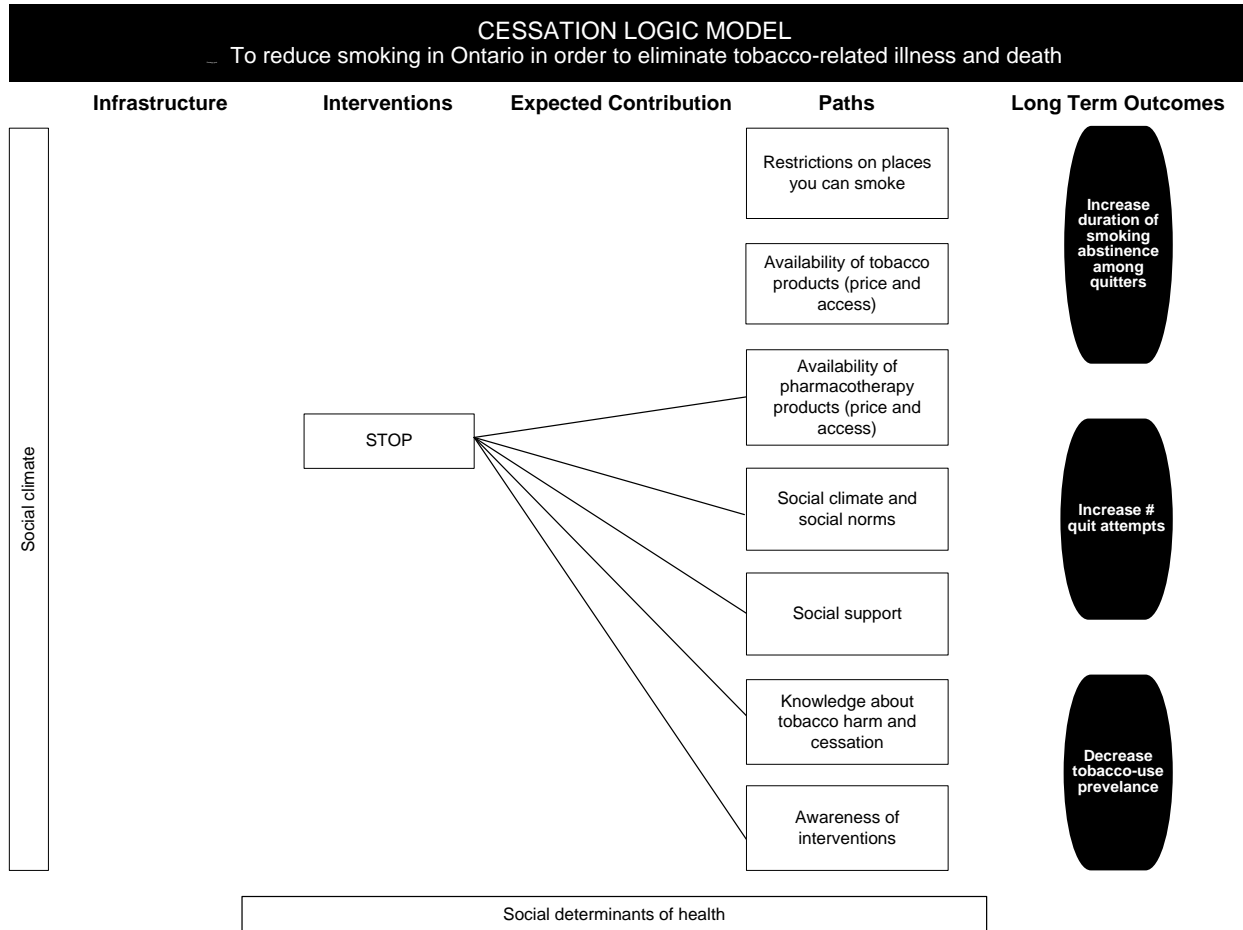 CESSATION LOGIC MODEL
To reduce smoking in Ontario in order to eliminate tobacco-related illness and death
Infrastructure
Interventions
Expected Contribution
Paths
Long Term Outcomes
Social climate
STOP
Restrictions on places
you can smoke
Availability of tobacco
products (price and
access)
Availability of
pharmacotherapy
products (price and
access)
Social climate and
social norms
Social support
Knowledge about
tobacco harm and
cessation
Awareness of
interventions
Increase
duration of
smoking
abstinence
among
quitters
Increase #
quit attempts
Decrease
tobacco-use
prevelance
Social determinants of health